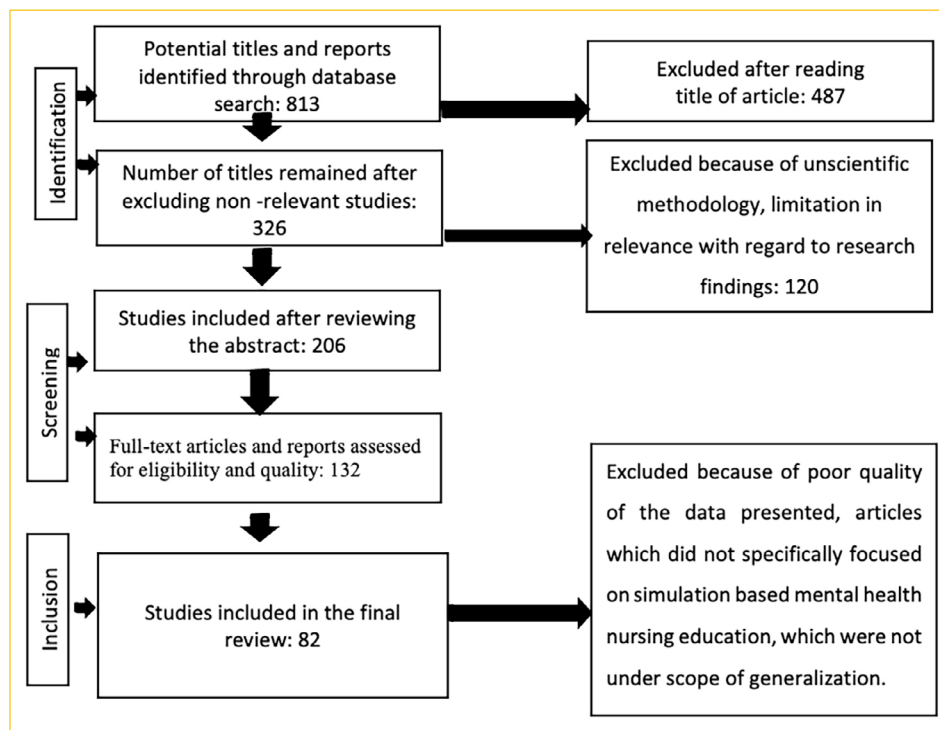 Potential titles and reports
identified through database
search: 813
Excluded after reading
title of article: 487
Identification
Number of titles remained after
excluding non -relevant studies:
326
Excluded because of unscientific
methodology, limitation in
relevance with regard to research
findings: 120
Screening
Studies included after reviewing
the abstract: 206
Full-text articles and reports assessed
for eligibility and quality: 132
Inclusion
Studies included in the final
review: 82
Excluded because of poor quality
of the data presented, articles
which did not specifically focused
on simulation based mental health
nursing education, which were not
under scope of generalization.